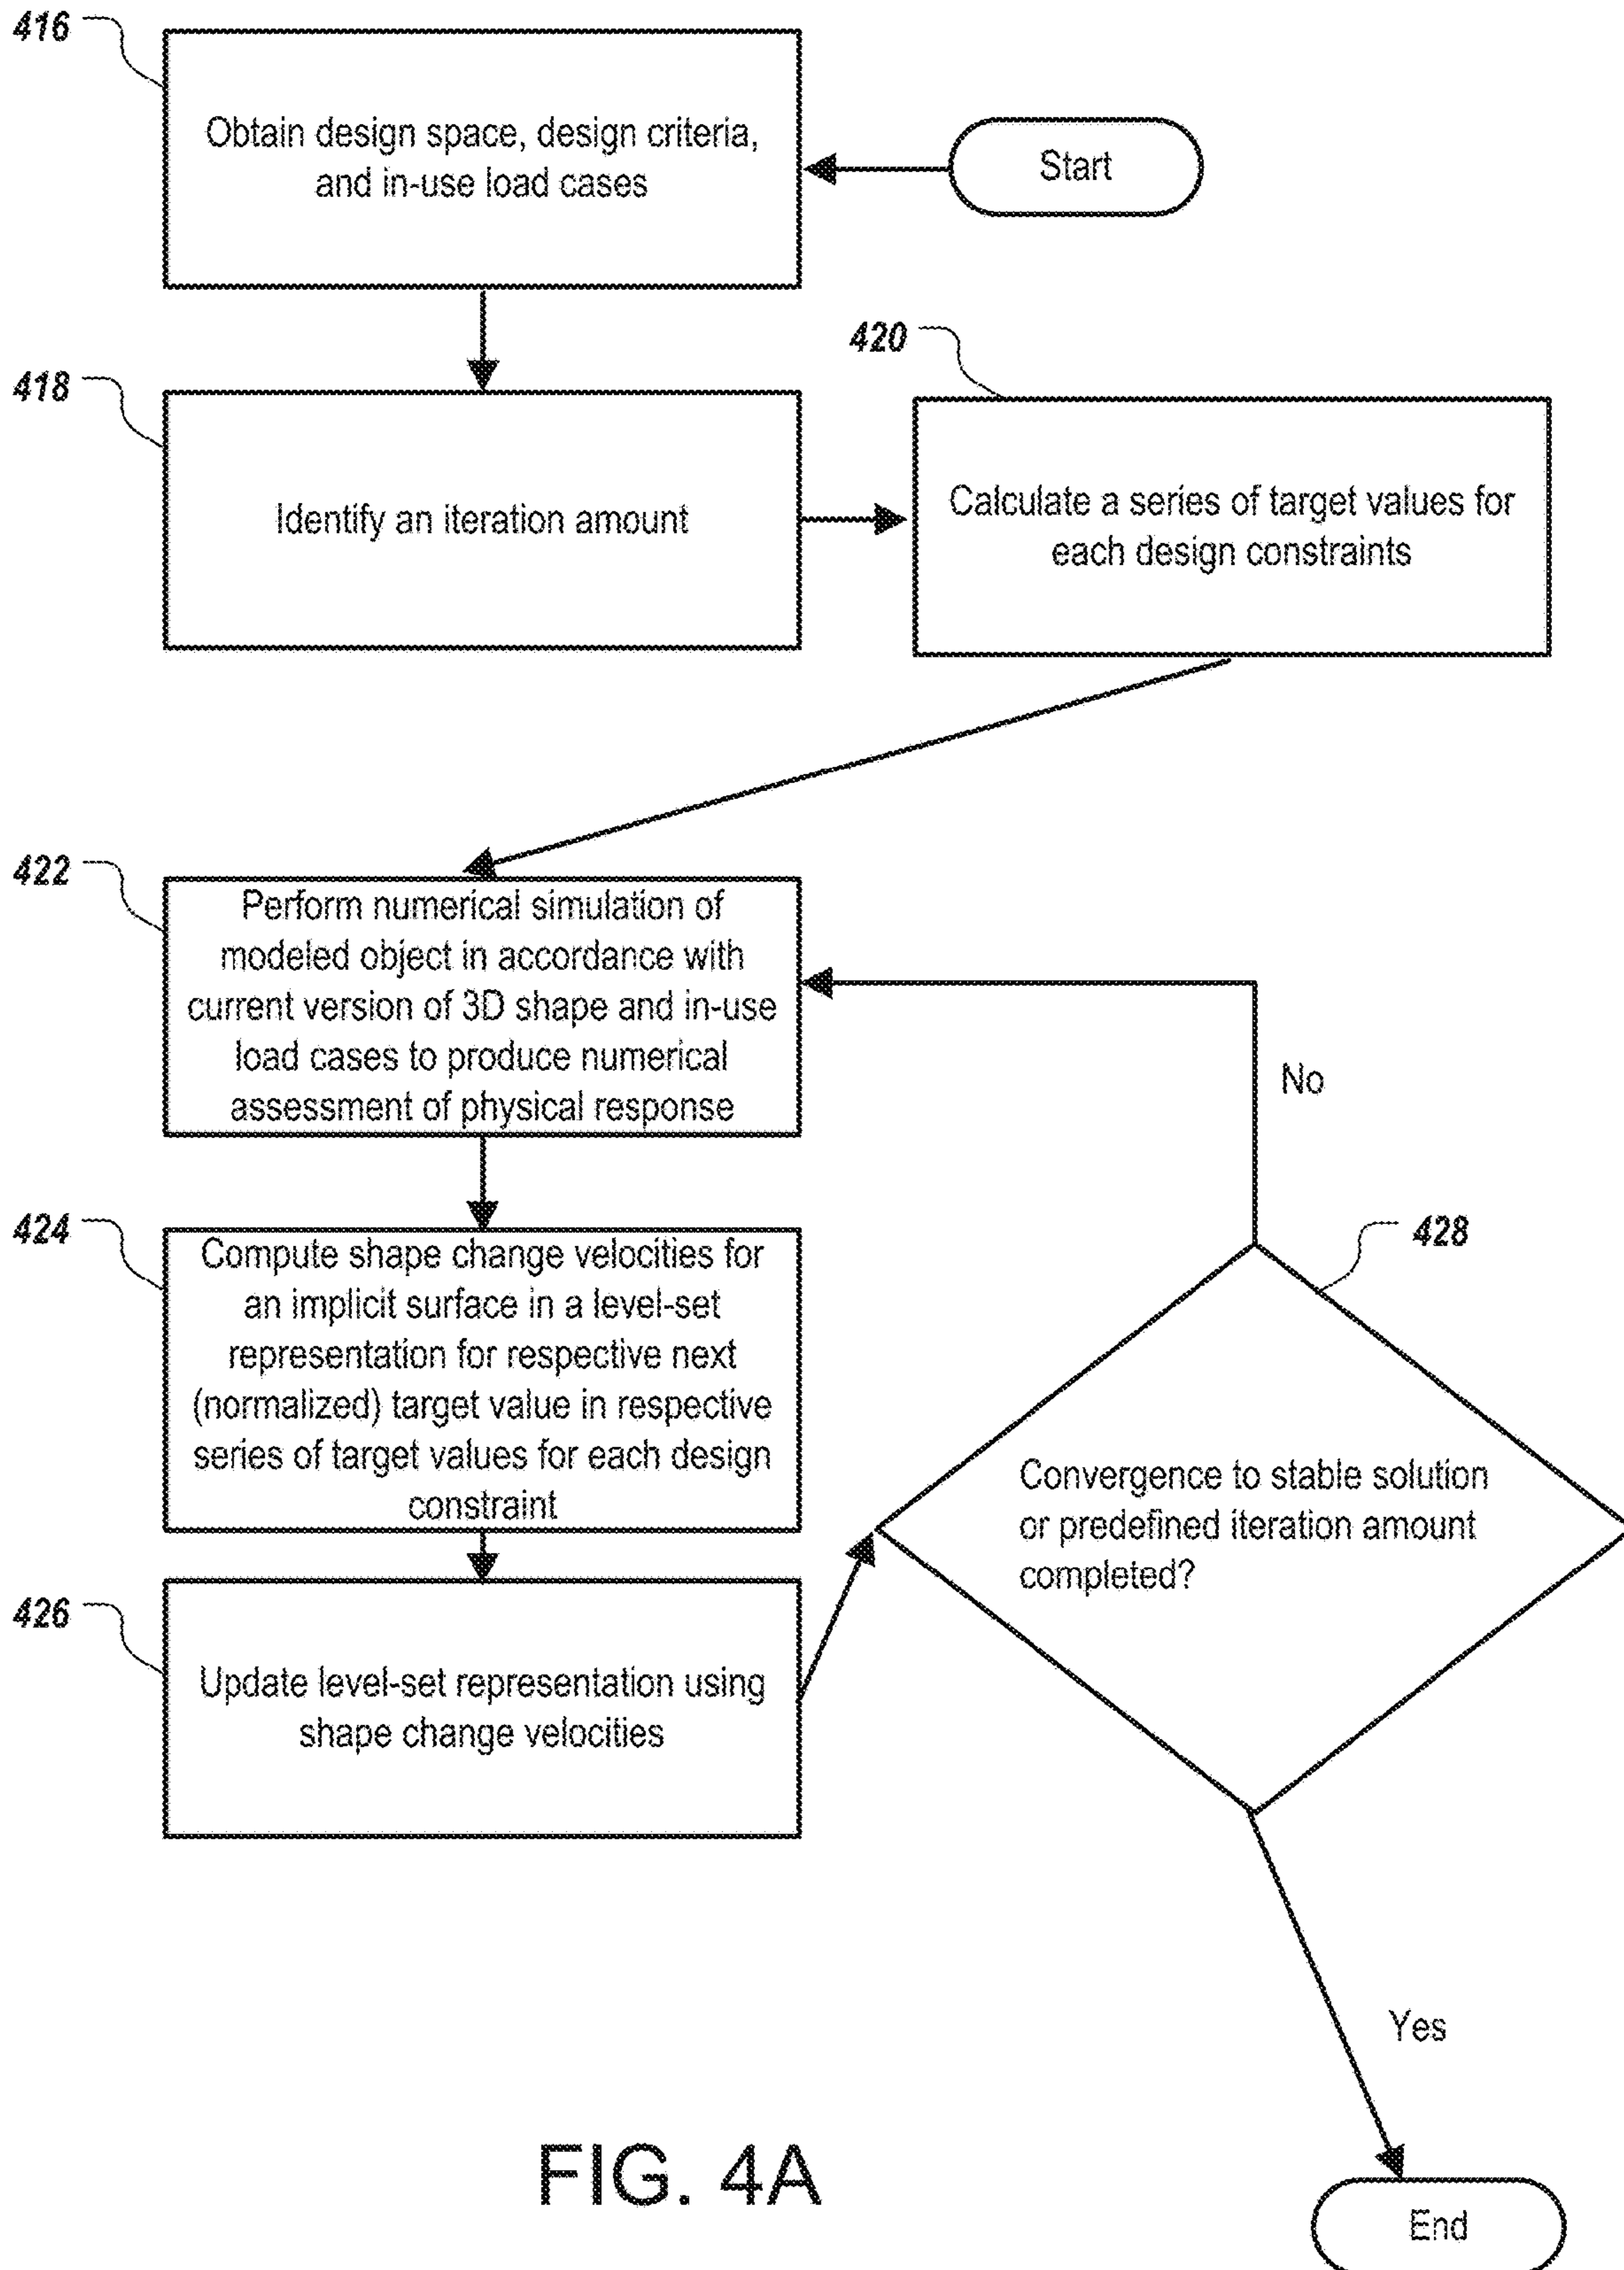 416
Obtain design space, design criteria,
and in-use load cases
Start
418
Identify an iteration amount
420
Calculate a series of target values for
each design constraints
422
Perform numerical simulation of
modeled object in accordance with
current version of 3D shape and in-use
load cases to produce numerical
assessment of physical response
No
424
Compute shape change velocities for
an implicit surface in a level-set
representation for respective next
(normalized) target value in respective
series of target values for each design
constraint
428
Convergence to stable solution
or predefined iteration amount
completed?
426
Update level-set representation using
shape change velocities
Yes
End
FIG. 4A